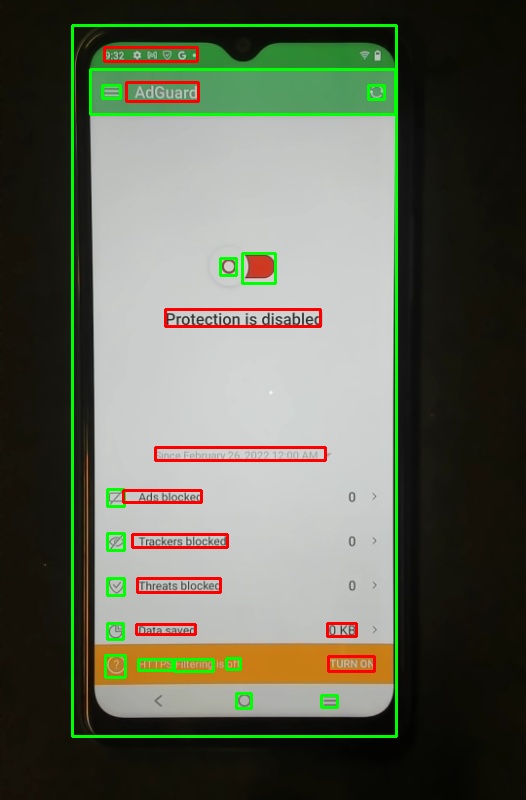 9:32
AdGuard
Protection is disabled
Since February 26, 2022 12:00 AM
Ads blocked 0
Trackers blocked 0
Threats blocked 0
Data saved 0 KB
HTTPS Filtering is off TURN ON